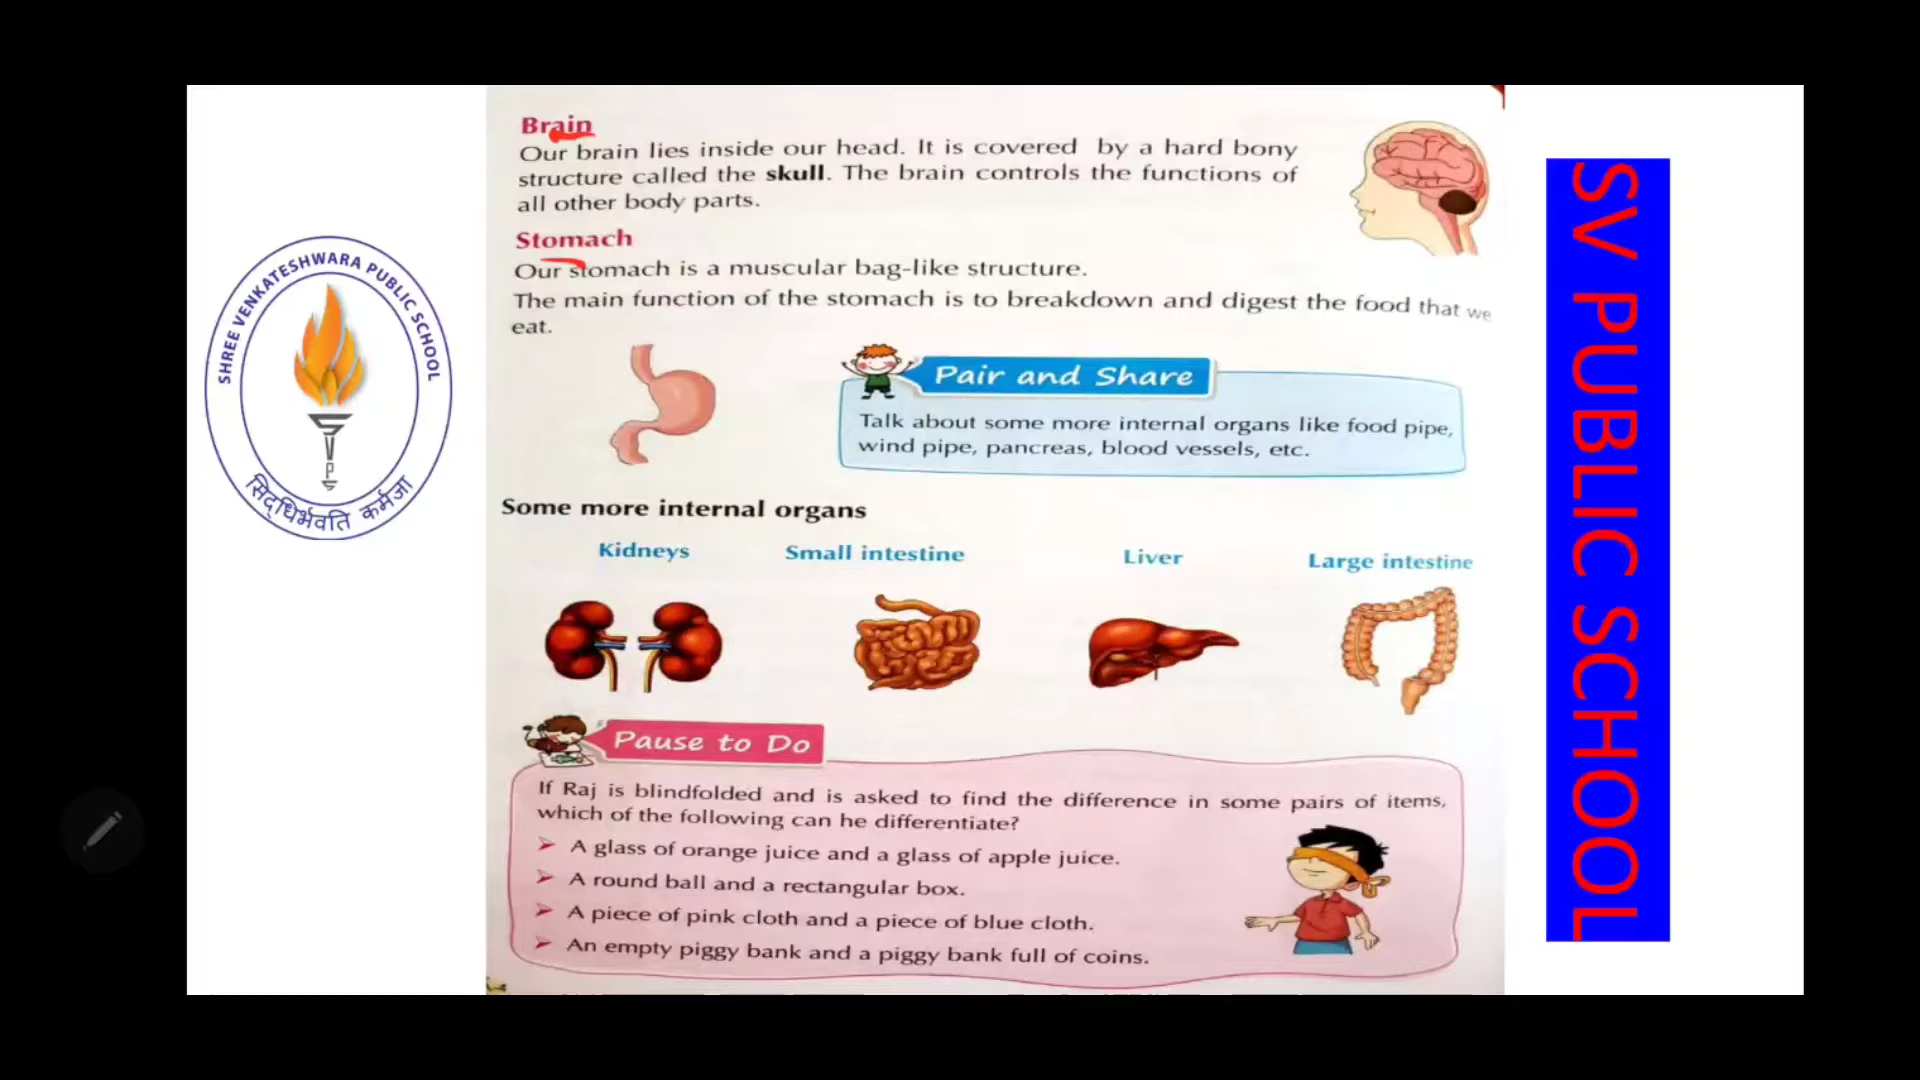 SHREE VENKATESHWARA PUBLIC SCHOOL
SVPS
सिद्धिर्भवति कर्मजा
Brain
Our brain lies inside our head. It is covered by a hard bony
structure called the skull. The brain controls the functions of
all other body parts.
Stomach
Our stomach is a muscular bag-like structure.
The main function of the stomach is to breakdown and digest the food that we
eat.
Pair and Share
Talk about some more internal organs like food pipe,
wind pipe, pancreas, blood vessels, etc.
Some more internal organs
Kidneys
Small intestine
Liver
Large intestine
Pause to Do
If Raj is blindfolded and is asked to find the difference in some pairs of items,
which of the following can he differentiate?
A glass of orange juice and a glass of apple juice.
A round ball and a rectangular box.
A piece of pink cloth and a piece of blue cloth.
An empty piggy bank and a piggy bank full of coins.
SV PUBLIC SCHOOL